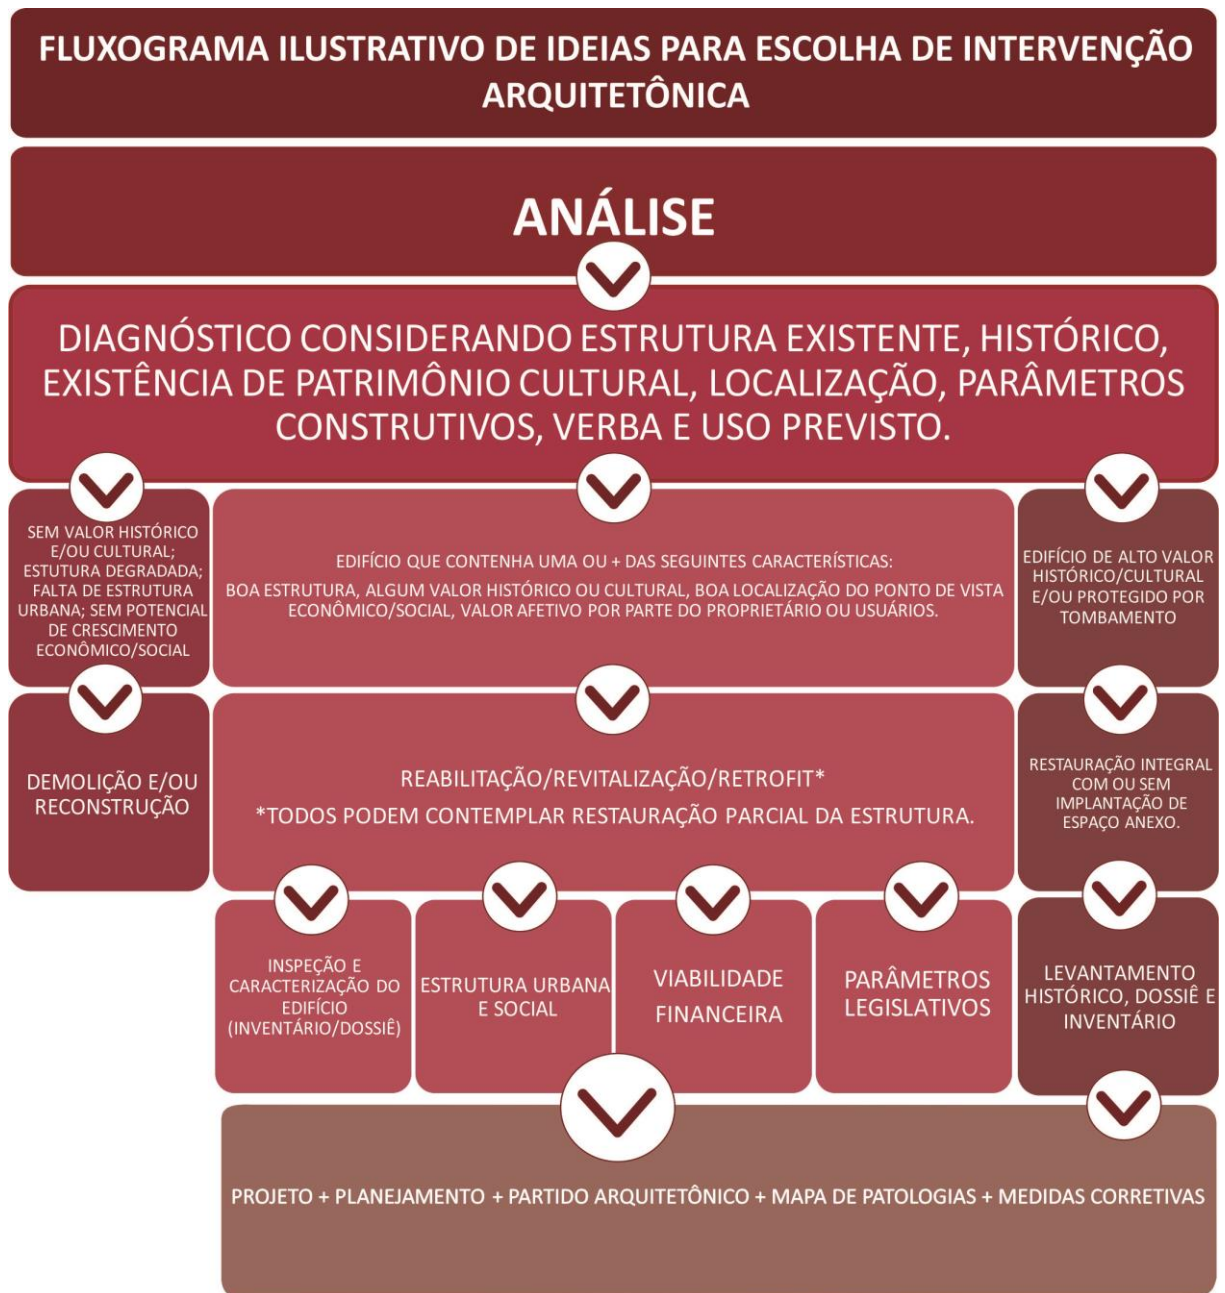 FLUXOGRAMA ILUSTRATIVO DE IDEIAS PARA ESCOLHA DE INTERVENÇÃO
ARQUITETÔNICA
ANÁLISE
DIAGNÓSTICO CONSIDERANDO ESTRUTURA EXISTENTE, HISTÓRICO,
EXISTÊNCIA DE PATRIMÔNIO CULTURAL, LOCALIZAÇÃO, PARÂMETROS
CONSTRUTIVOS, VERBA E USO PREVISTO.
SEM VALOR HISTÓRICO
E/OU CULTURAL;
ESTUTURA DEGRADADA;
FALTA DE ESTRUTURA
URBANA; SEM POTENCIAL
DE CRESCIMENTO
ECONÔMICO/SOCIAL
EDIFÍCIO QUE CONTENHA UMA OU + DAS SEGUINTES CARACTERÍSTICAS:
BOA ESTRUTURA, ALGUM VALOR HISTÓRICO OU CULTURAL, BOA LOCALIZAÇÃO DO PONTO DE VISTA
ECONÔMICO/SOCIAL, VALOR AFETIVO POR PARTE DO PROPRIETÁRIO OU USUÁRIOS.
EDIFÍCIO DE ALTO VALOR
HISTÓRICO/CULTURAL
E/OU PROTEGIDO POR
TOMBAMENTO
DEMOLIÇÃO E/OU
RECONSTRUÇÃO
REABILITAÇÃO/REVITALIZAÇÃO/RETROFIT*
*TODOS PODEM CONTEMPLAR RESTAURAÇÃO PARCIAL DA ESTRUTURA.
RESTAURAÇÃO INTEGRAL
COM OU SEM
IMPLANTAÇÃO DE
ESPAÇO ANEXO.
INSPEÇÃO E
CARACTERIZAÇÃO DO
EDIFÍCIO
(INVENTÁRIO/DOSSIÊ)
ESTRUTURA URBANA
E SOCIAL
VIABILIDADE
FINANCEIRA
PARÂMETROS
LEGISLATIVOS
LEVANTAMENTO
HISTÓRICO, DOSSIÊ E
INVENTÁRIO
PROJETO + PLANEJAMENTO + PARTIDO ARQUITETÔNICO + MAPA DE PATOLOGIAS + MEDIDAS CORRETIVAS